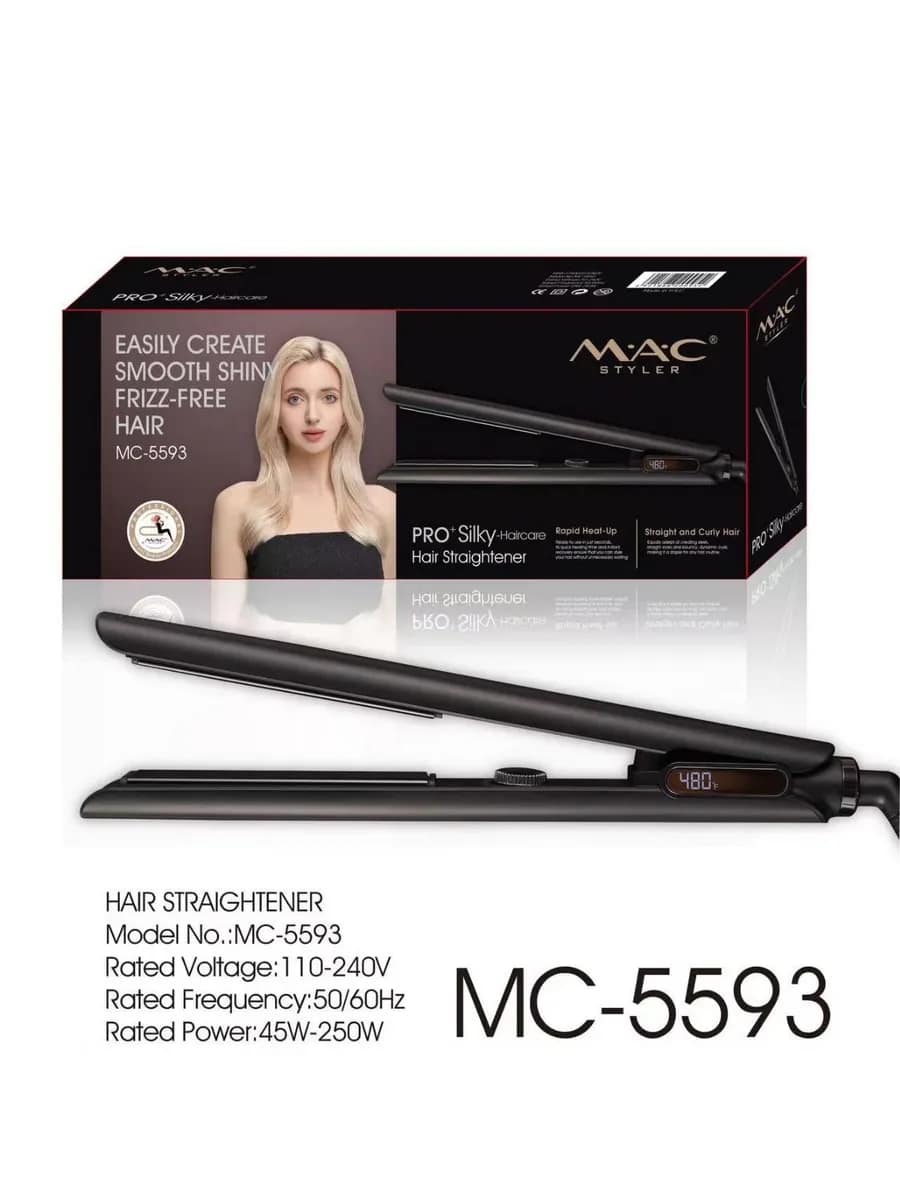 M·A·C®
STYLER
PRO+ Silky-Haircare
EASILY CREATE
SMOOTH SHINY
FRIZZ-FREE
HAIR
MC-5593
M·A·C
M·A·C®
STYLER
480°F
PRO+ Silky-Haircare
Hair Straightener
Rapid Heat-Up
Straight and Curly Hair
M·A·C®
STYLER
PRO+ Silky-Haircare
480°F
HAIR STRAIGHTENER
Model No.:MC-5593
Rated Voltage:110-240V
Rated Frequency:50/60Hz
Rated Power:45W-250W
MC-5593